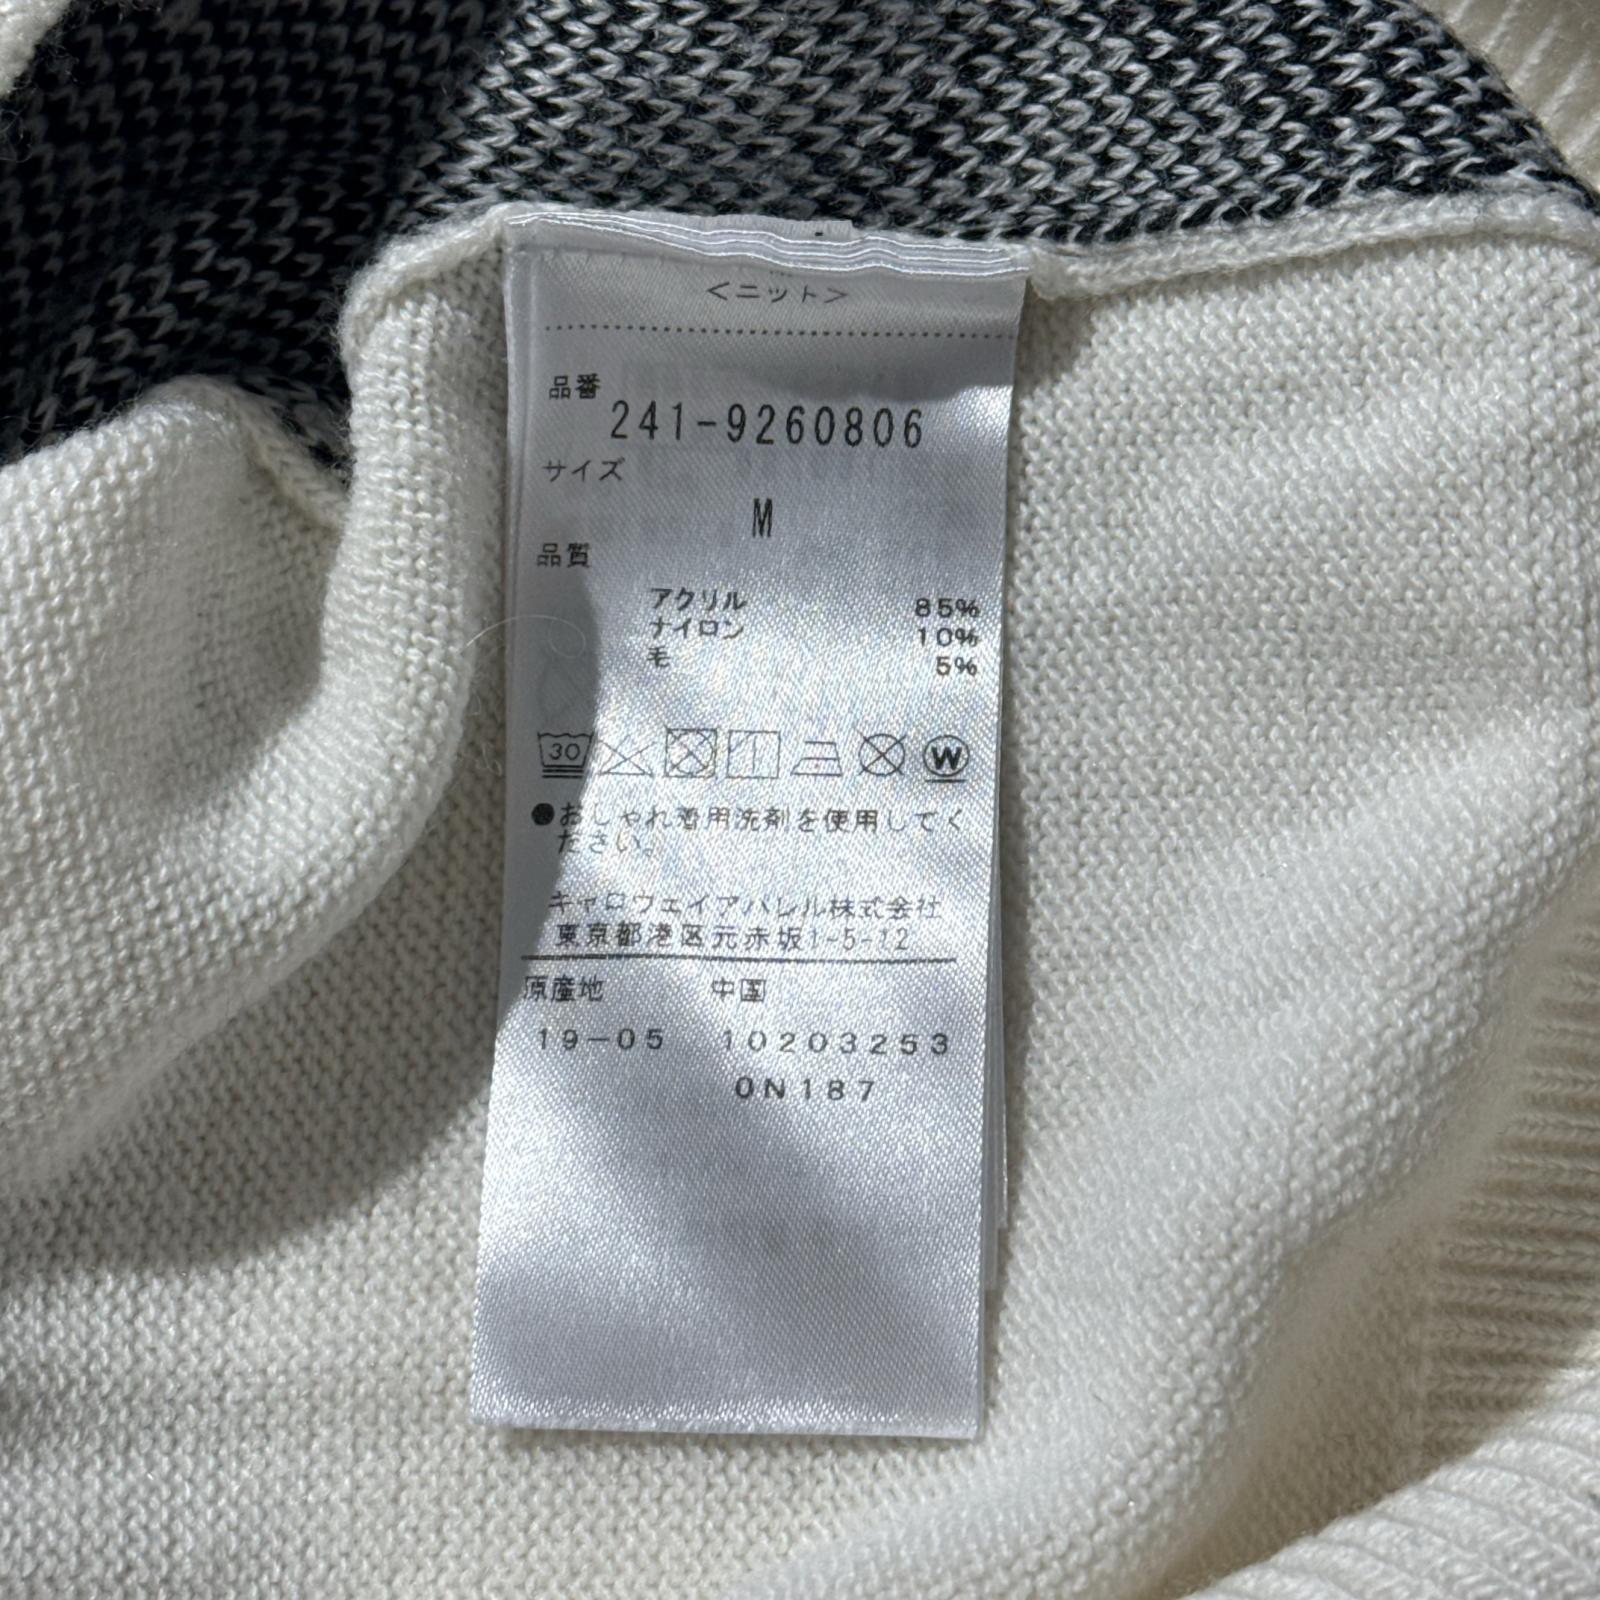 <ニット>
品番
241-9260806
サイズ
M
品質
アクリル 85%
ナイロン 10%
毛 5%
30 W
●おしゃれ着用洗剤を使用してく
ださい。
キャロウェイアパレル株式会社
東京都港区元赤坂1-5-12
原産地 中国
19-05 10203253
0N187